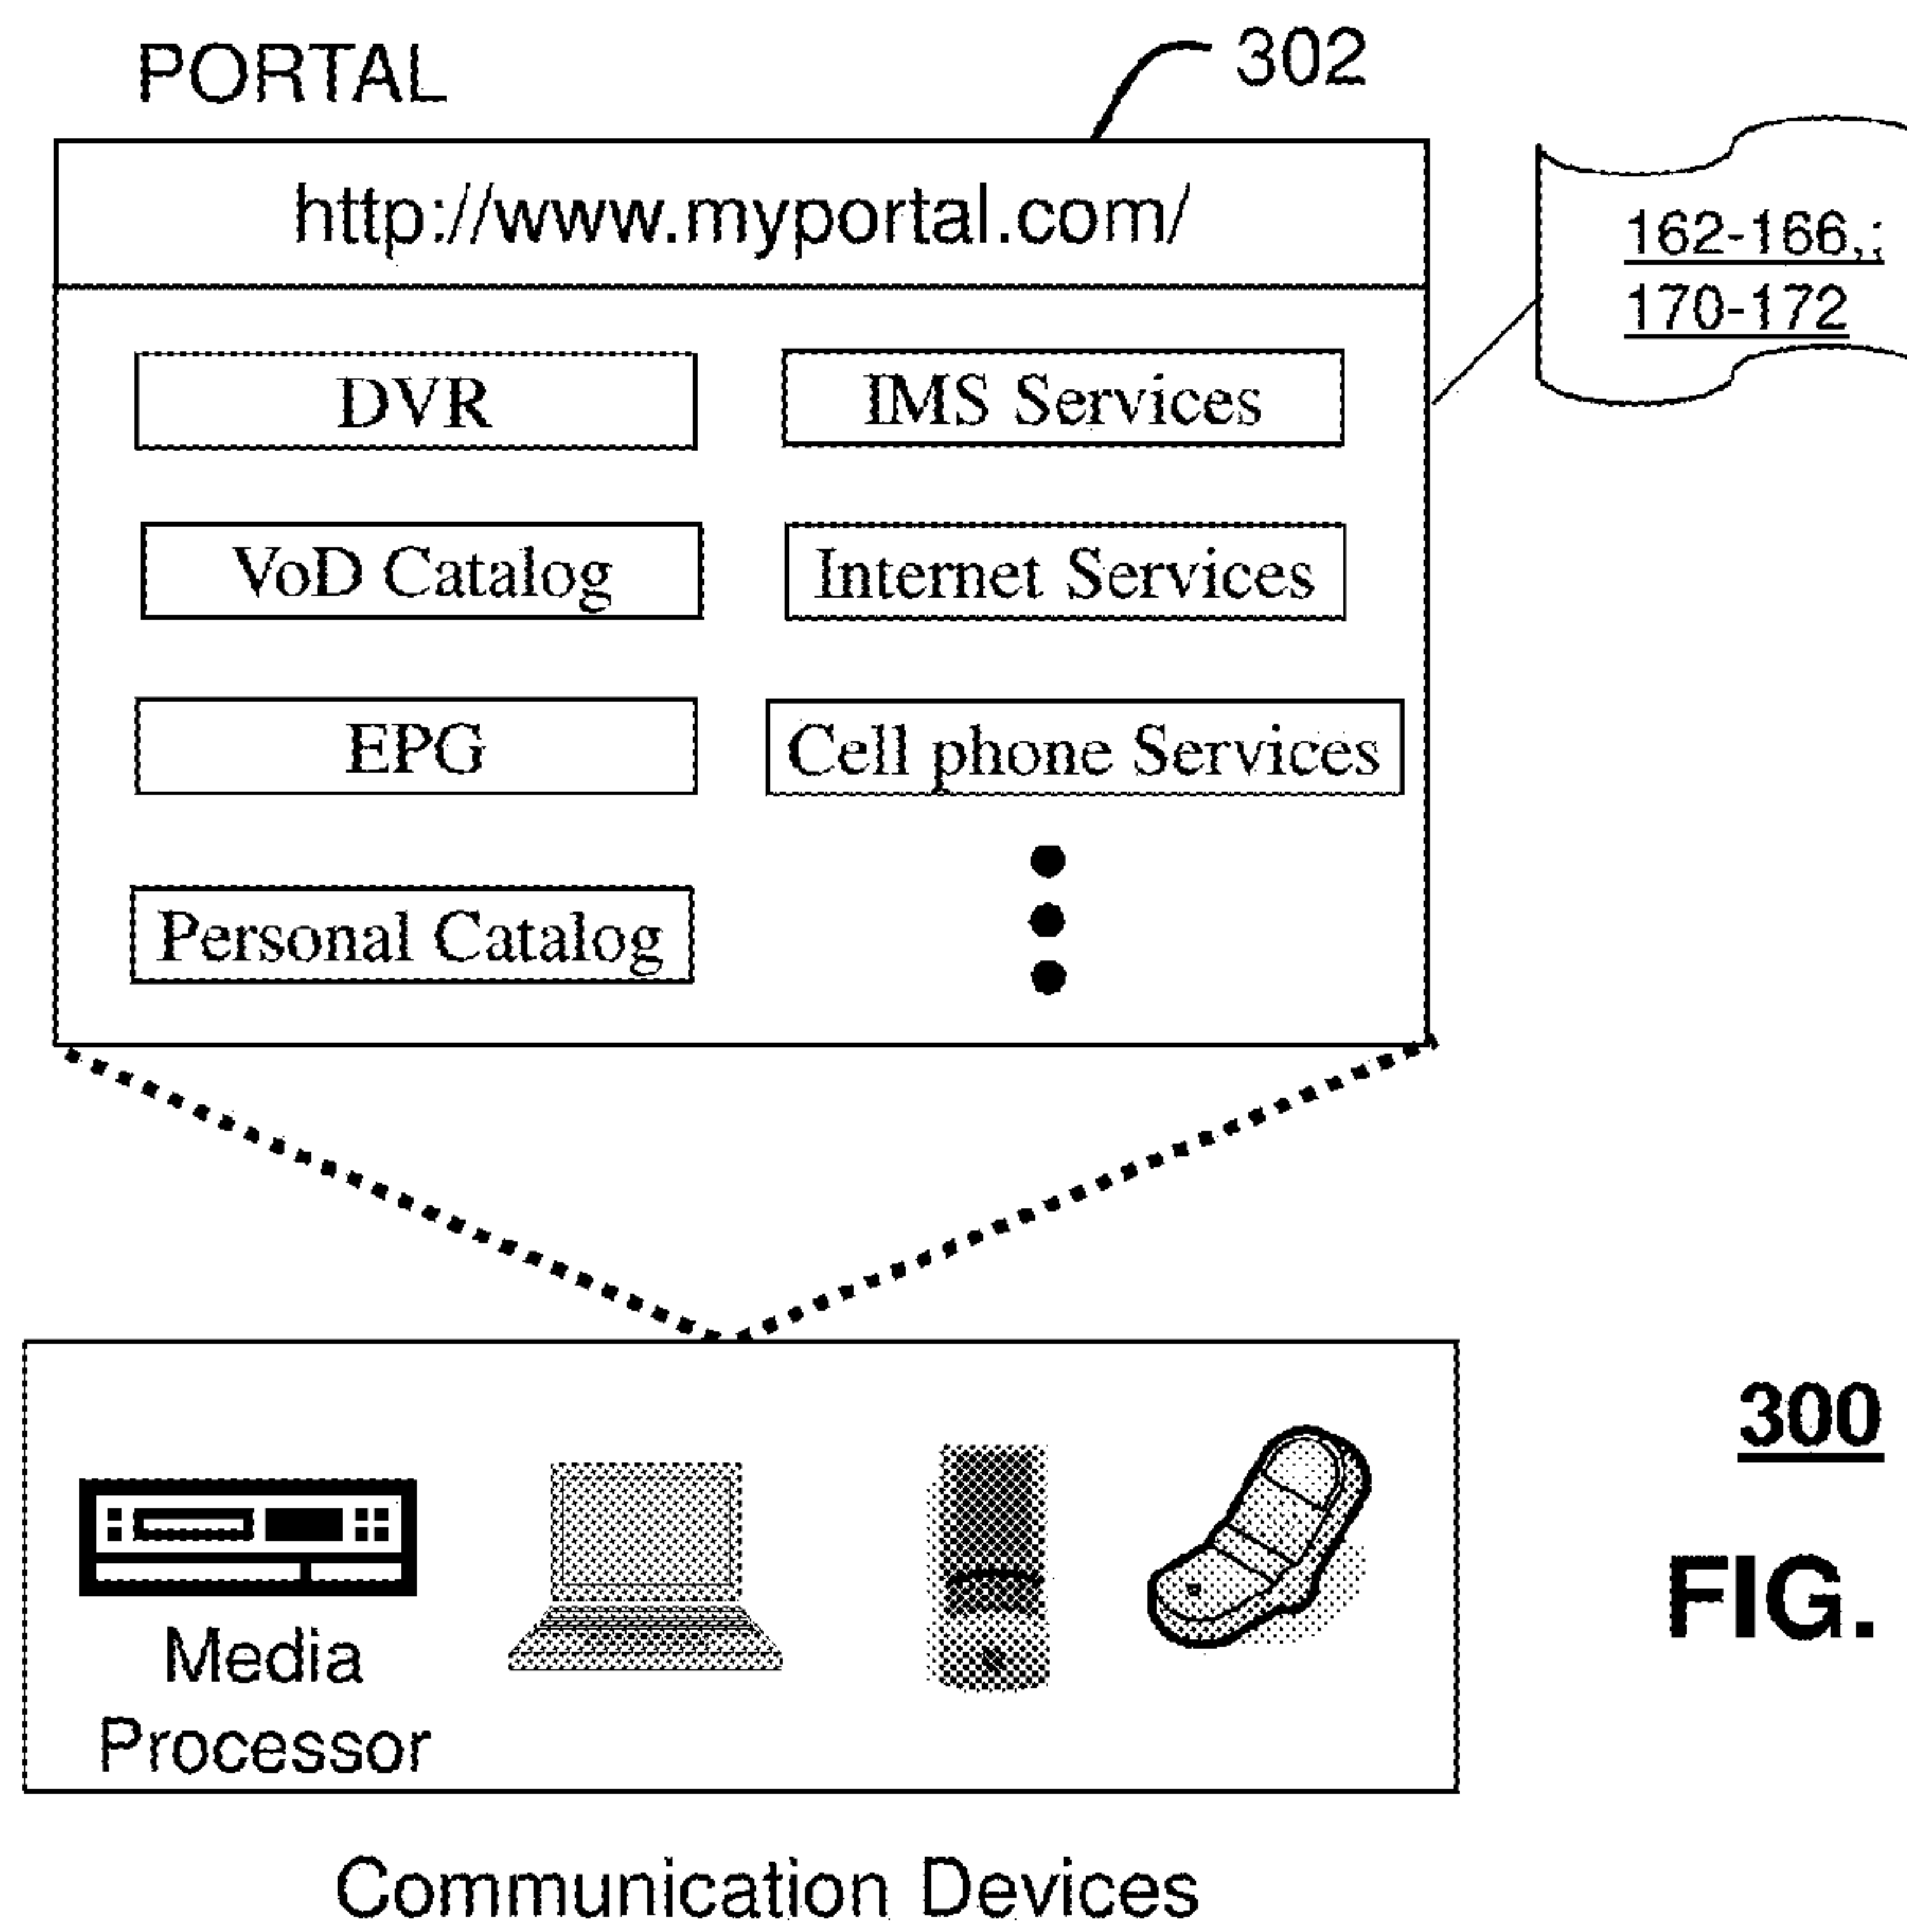 PORTAL
302
http://www.myportal.com/
162-166,;
170-172
DVR
IMS Services
VoD Catalog
Internet Services
EPG
Cell phone Services
Personal Catalog
300
FIG.
Media
Processor
Communication Devices